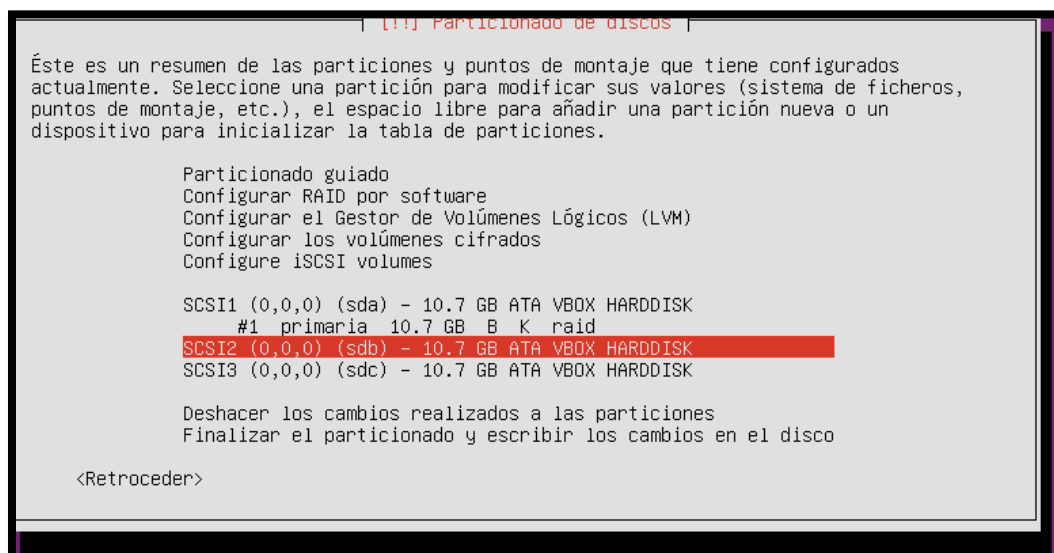 [!!] Particionado de discos
Éste es un resumen de las particiones y puntos de montaje que tiene configurados
actualmente. Seleccione una partición para modificar sus valores (sistema de ficheros,
puntos de montaje, etc.), el espacio libre para añadir una partición nueva o un
dispositivo para inicializar la tabla de particiones.
Particionado guiado
Configurar RAID por software
Configurar el Gestor de Volúmenes Lógicos (LVM)
Configurar los volúmenes cifrados
Configure iSCSI volumes
SCSI1 (0,0,0) (sda) – 10.7 GB ATA VBOX HARDDISK
#1 primaria 10.7 GB B K raid
SCSI2 (0,0,0) (sdb) – 10.7 GB ATA VBOX HARDDISK
SCSI3 (0,0,0) (sdc) – 10.7 GB ATA VBOX HARDDISK
Deshacer los cambios realizados a las particiones
Finalizar el particionado y escribir los cambios en el disco
<Retroceder>